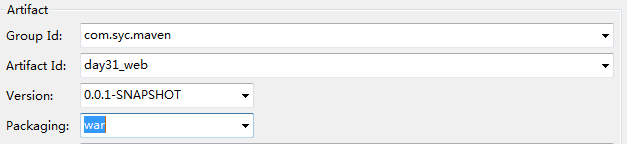 Artifact
Group Id: com.syc.maven
Artifact Id: day31_web
Version: 0.0.1-SNAPSHOT
Packaging: war